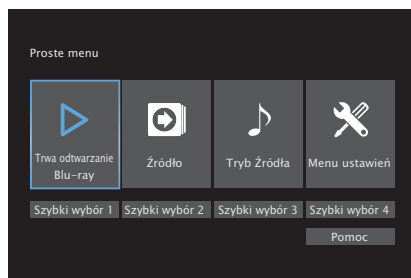 Proste menu
Trwa odtwarzanie
Blu-ray
Źródło
Tryb Źródła
Menu ustawień
Szybki wybór 1 Szybki wybór 2 Szybki wybór 3 Szybki wybór 4
Pomoc